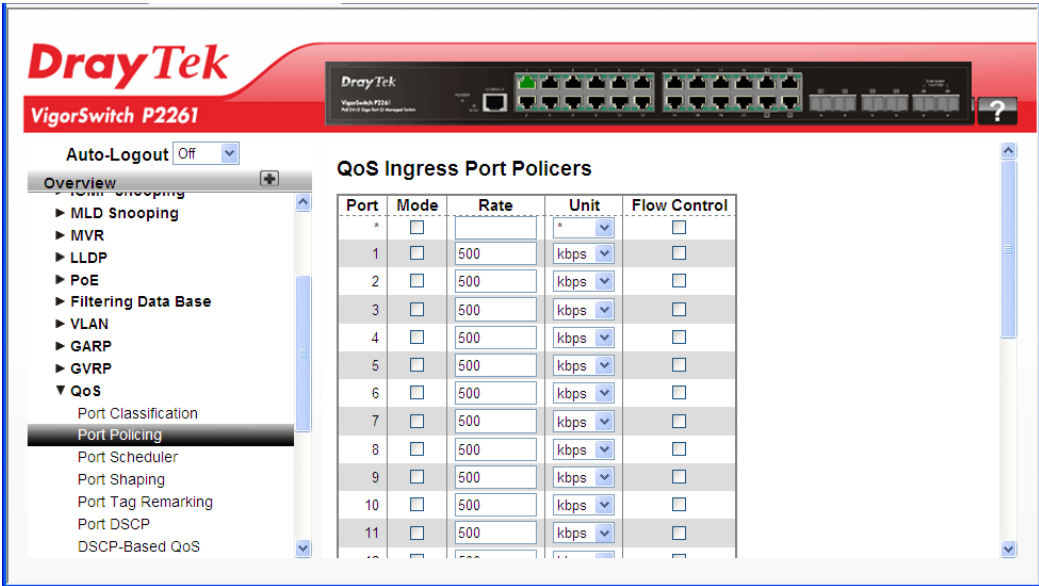 DrayTek
VigorSwitch P2261
DrayTek
VigorSwitch P2261
?
Auto-Logout Off
Overview
IGMP Snooping
MLD Snooping
MVR
LLDP
PoE
Filtering Data Base
VLAN
GARP
GVRP
QoS
Port Classification
Port Policing
Port Scheduler
Port Shaping
Port Tag Remarking
Port DSCP
DSCP-Based QoS
QoS Ingress Port Policers
Port Mode Rate Unit Flow Control
* *
1 500 kbps
2 500 kbps
3 500 kbps
4 500 kbps
5 500 kbps
6 500 kbps
7 500 kbps
8 500 kbps
9 500 kbps
10 500 kbps
11 500 kbps